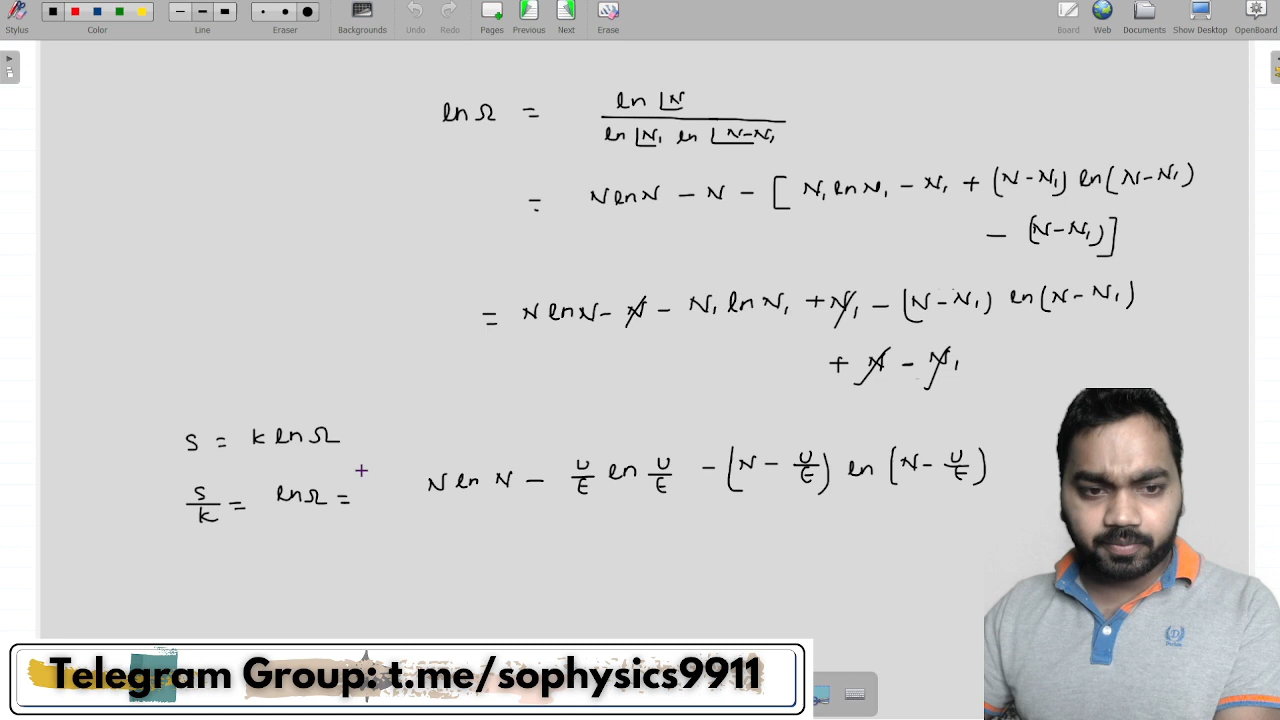 Stylus Color Line Eraser Backgrounds Undo Redo Pages Previous Next Erase Board Web Documents Show Desktop OpenBoard
ln Ω = ln ⌊N / ln ⌊N₁ ln ⌊N-N₁
= N ln N - N - [ N₁ ln N₁ - N₁ + (N-N₁) ln (N-N₁)
- (N-N₁) ]
= N ln N - N - N₁ ln N₁ + N₁ - (N-N₁) ln (N-N₁)
+ N - N₁
S = K ln Ω
S/K = ln Ω = N ln N - U/E ln U/E - (N - U/E) ln (N - U/E)
Telegram Group: t.me/sophysics9911